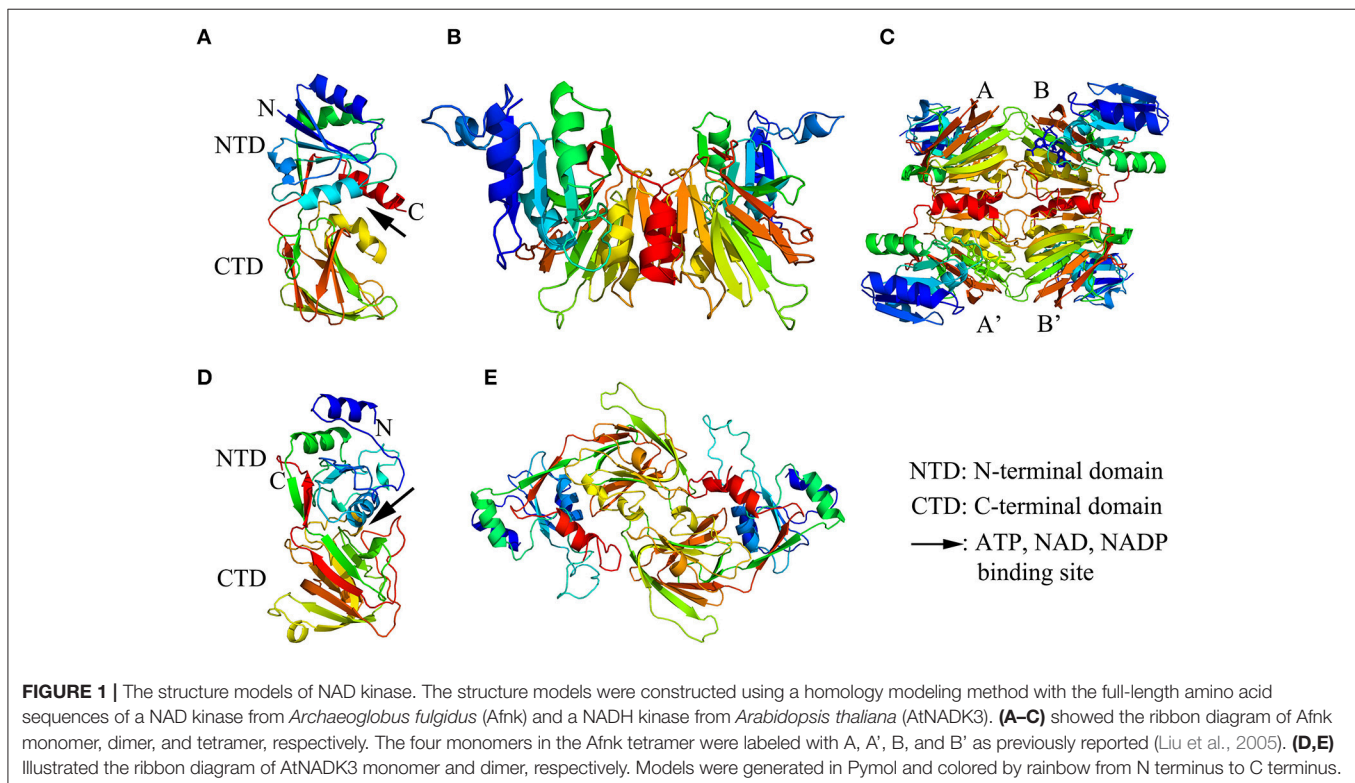 A
B
C
N
NTD
C
CTD
A
B
A'
B'
D
E
N
NTD
C
CTD
NTD: N-terminal domain
CTD: C-terminal domain
: ATP, NAD, NADP
binding site
FIGURE 1 | The structure models of NAD kinase. The structure models were constructed using a homology modeling method with the full-length amino acid
sequences of a NAD kinase from Archaeoglobus fulgidus (Afnk) and a NADH kinase from Arabidopsis thaliana (AtNADK3). (A–C) showed the ribbon diagram of Afnk
monomer, dimer, and tetramer, respectively. The four monomers in the Afnk tetramer were labeled with A, A', B, and B' as previously reported (Liu et al., 2005). (D,E)
Illustrated the ribbon diagram of AtNADK3 monomer and dimer, respectively. Models were generated in Pymol and colored by rainbow from N terminus to C terminus.